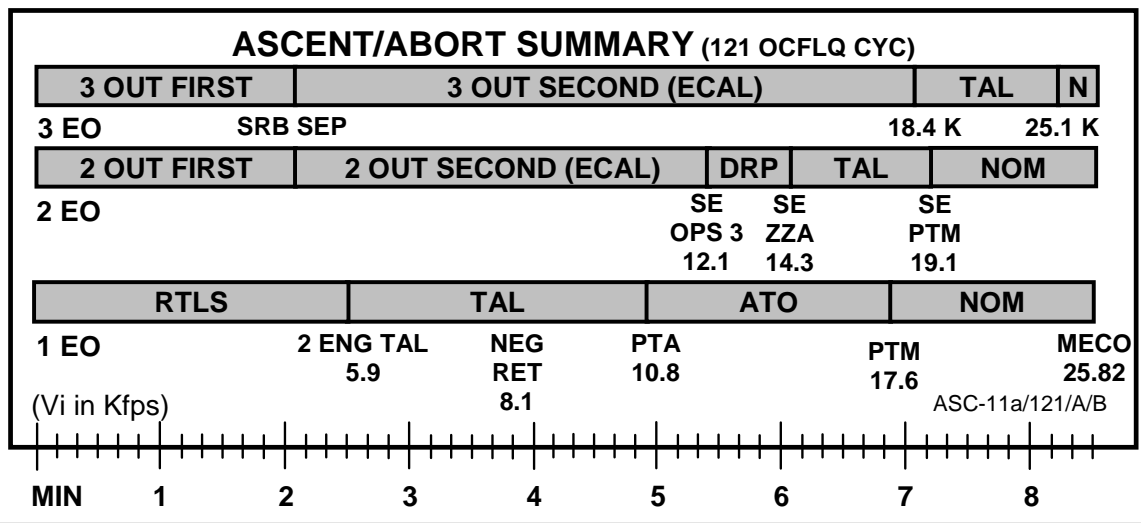 ASCENT/ABORT SUMMARY (121 OCFLQ CYC)
3 OUT FIRST 3 OUT SECOND (ECAL) TAL N
3 EO SRB SEP 18.4 K 25.1 K
2 OUT FIRST 2 OUT SECOND (ECAL) DRP TAL NOM
2 EO SE SE SE
OPS 3 ZZA PTM
12.1 14.3 19.1
RTLS TAL ATO NOM
1 EO 2 ENG TAL NEG PTA PTM MECO
5.9 RET 10.8 17.6 25.82
(Vi in Kfps) 8.1 ASC-11a/121/A/B
MIN 1 2 3 4 5 6 7 8